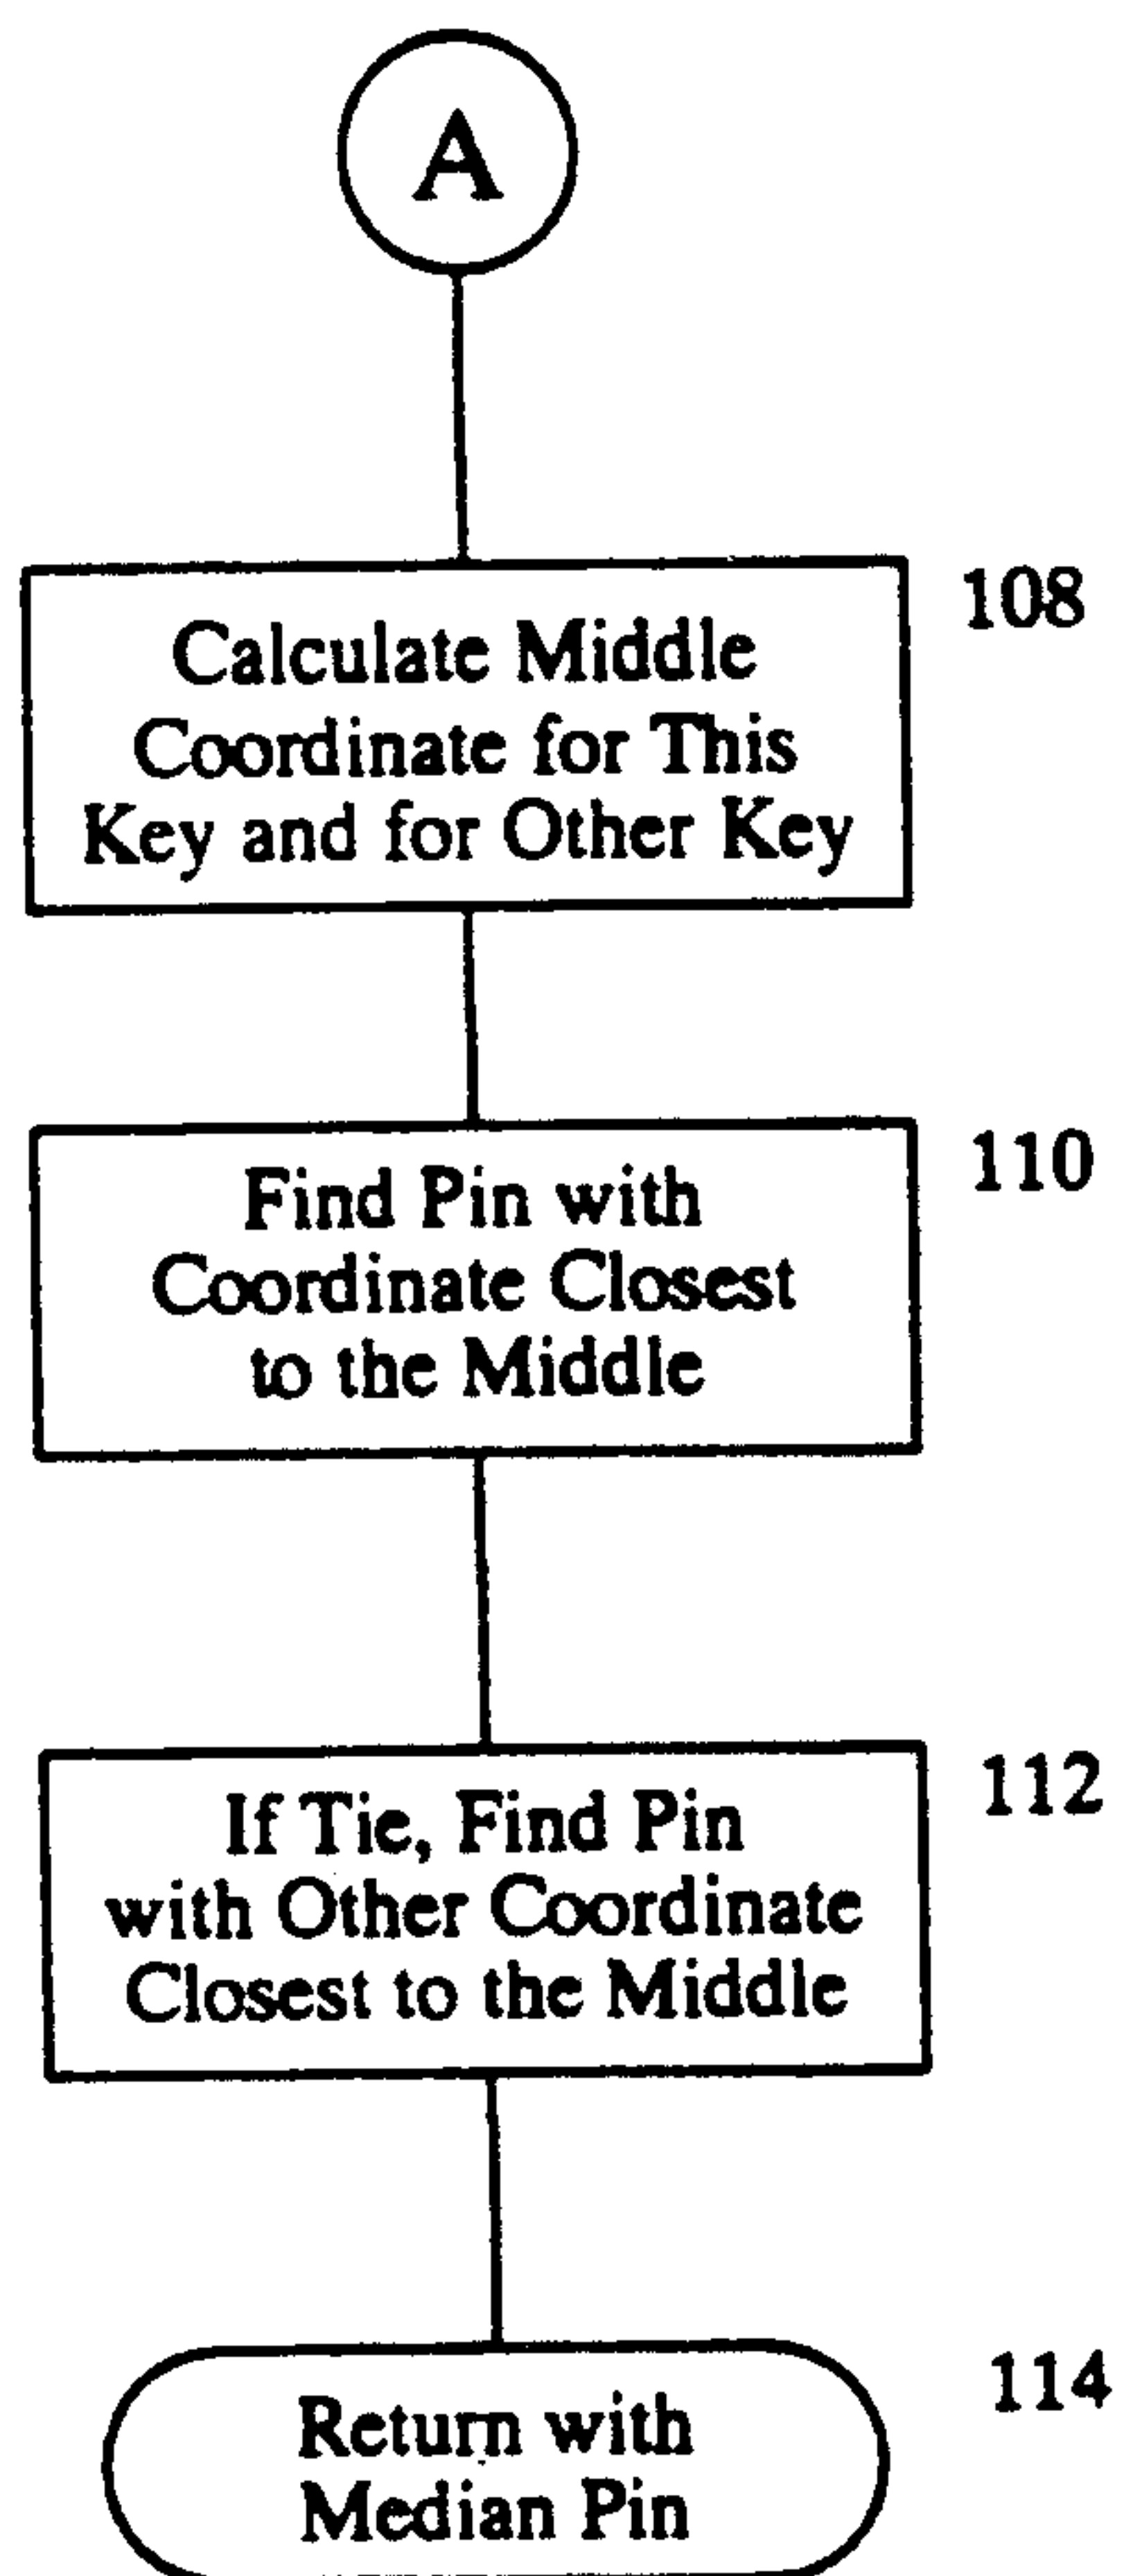 A
108
Calculate Middle
Coordinate for This
Key and for Other Key
110
Find Pin with
Coordinate Closest
to the Middle
112
If Tie, Find Pin
with Other Coordinate
Closest to the Middle
114
Return with
Median Pin